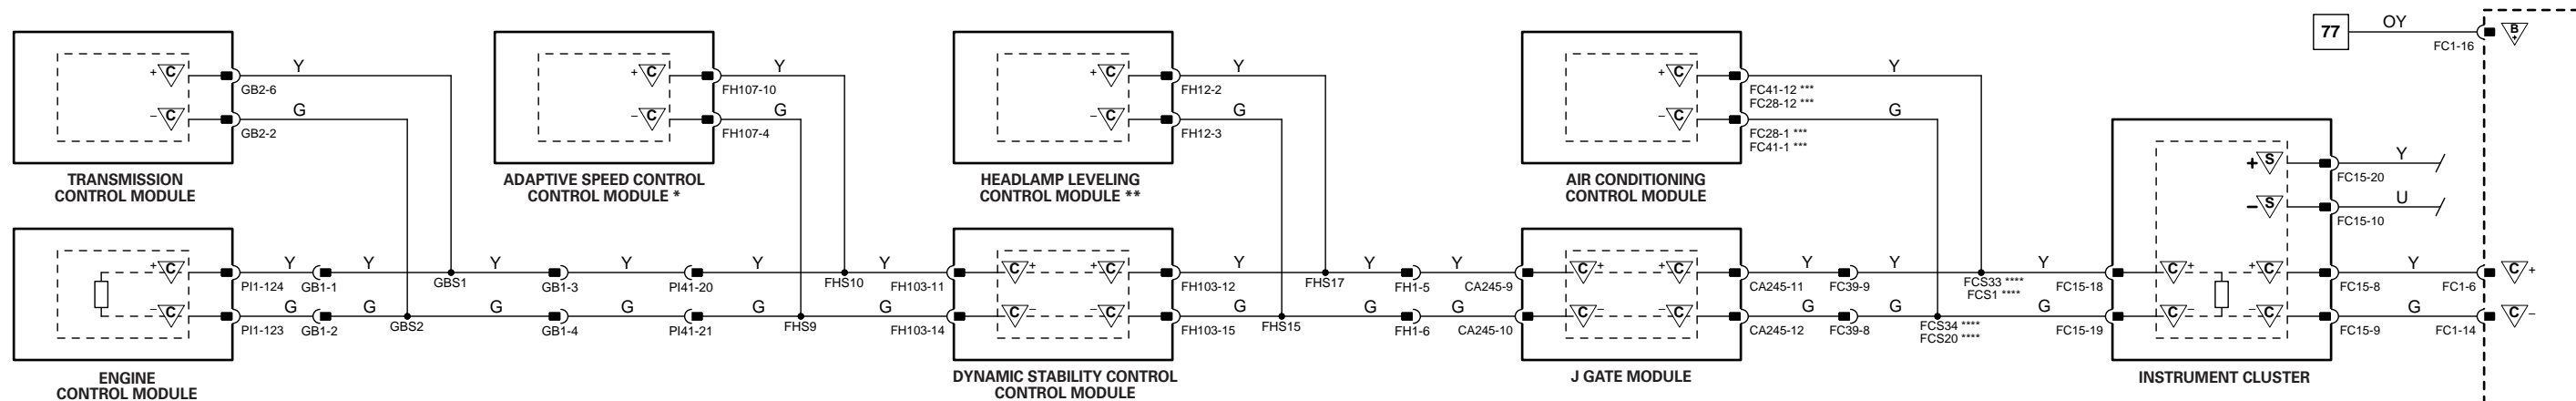 77
OY
FC1-16
B
+
+ C
Y
GB2-6
− C
G
GB2-2
TRANSMISSION
CONTROL MODULE
+ C
Y
FH107-10
− C
G
FH107-4
ADAPTIVE SPEED CONTROL
CONTROL MODULE *
+ C
Y
FH12-2
− C
G
FH12-3
HEADLAMP LEVELING
CONTROL MODULE **
+ C
Y
FC41-12 ***
FC28-12 ***
− C
G
FC28-1 ***
FC41-1 ***
AIR CONDITIONING
CONTROL MODULE
+ S
Y
FC15-20
− S
U
FC15-10
+ C
Y
Y
Y
Y
Y
Y
PI1-124
GB1-1
GBS1
GB1-3
PI41-20
FHS10
FH103-11
− C
G
G
G
G
G
G
PI1-123
GB1-2
GBS2
GB1-4
PI41-21
FHS9
FH103-14
ENGINE
CONTROL MODULE
C +
+ C
Y
Y
Y
FH103-12
FHS17
FH1-5
CA245-9
C −
− C
G
G
G
FH103-15
FHS15
FH1-6
CA245-10
DYNAMIC STABILITY CONTROL
CONTROL MODULE
C +
+ C
Y
Y
Y
CA245-11
FC39-9
FCS33 ****
FCS1 ****
FC15-18
C −
− C
G
G
G
CA245-12
FC39-8
FCS34 ****
FCS20 ****
FC15-19
J GATE MODULE
C +
+ C
Y
FC15-8
FC1-6
C +
C −
− C
G
FC15-9
FC1-14
C −
INSTRUMENT CLUSTER